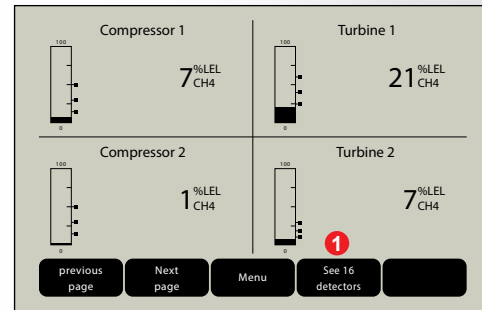 Compressor 1
100
7 %LEL
CH4
0
Turbine 1
100
21 %LEL
CH4
0
Compressor 2
100
1 %LEL
CH4
0
Turbine 2
100
7 %LEL
CH4
0
1
previous
page
Next
page
Menu
See 16
detectors